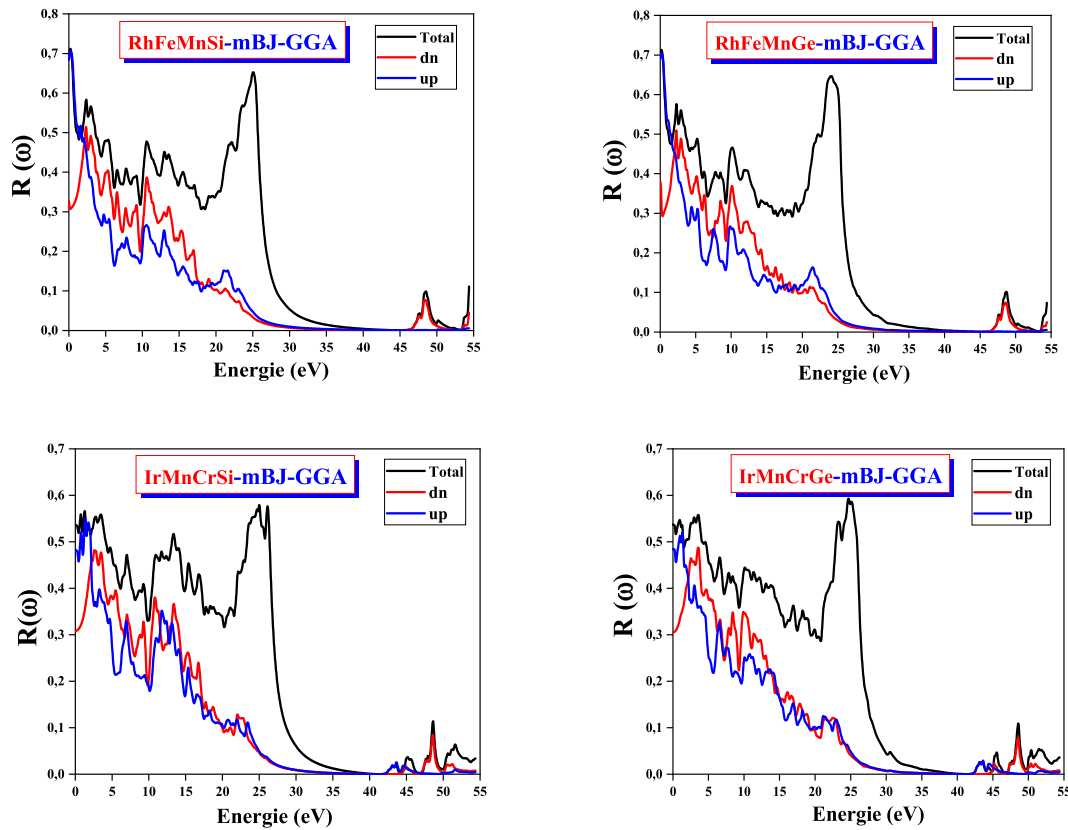 RhFeMnSi-mBJ-GGA
Total
dn
up
R (ω)
0,8
0,7
0,6
0,5
0,4
0,3
0,2
0,1
0,0
0 5 10 15 20 25 30 35 40 45 50 55
Energie (eV)
RhFeMnGe-mBJ-GGA
Total
dn
up
R (ω)
0,8
0,7
0,6
0,5
0,4
0,3
0,2
0,1
0,0
0 5 10 15 20 25 30 35 40 45 50 55
Energie (eV)
IrMnCrSi-mBJ-GGA
Total
dn
up
R(ω)
0,7
0,6
0,5
0,4
0,3
0,2
0,1
0,0
0 5 10 15 20 25 30 35 40 45 50 55
Energie (eV)
IrMnCrGe-mBJ-GGA
Total
dn
up
R (ω)
0,7
0,6
0,5
0,4
0,3
0,2
0,1
0,0
0 5 10 15 20 25 30 35 40 45 50 55
Energie (eV)